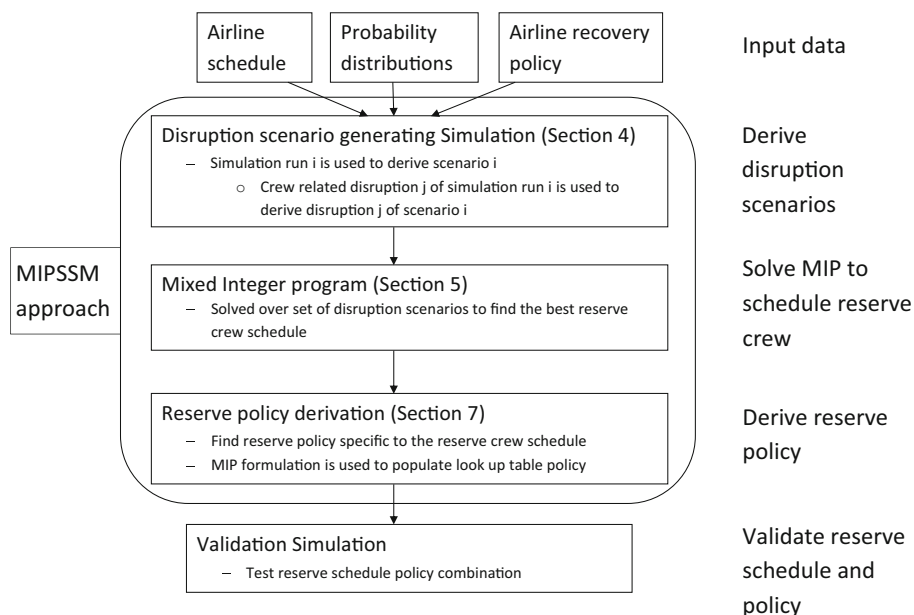 Airline
schedule
Probability
distributions
Airline recovery
policy
Input data
Disruption scenario generating Simulation (Section 4)
– Simulation run i is used to derive scenario i
○ Crew related disruption j of simulation run i is used to
derive disruption j of scenario i
Derive
disruption
scenarios
MIPSSM
approach
Mixed Integer program (Section 5)
– Solved over set of disruption scenarios to find the best reserve
crew schedule
Solve MIP to
schedule reserve
crew
Reserve policy derivation (Section 7)
– Find reserve policy specific to the reserve crew schedule
– MIP formulation is used to populate look up table policy
Derive reserve
policy
Validation Simulation
– Test reserve schedule policy combination
Validate reserve
schedule and
policy